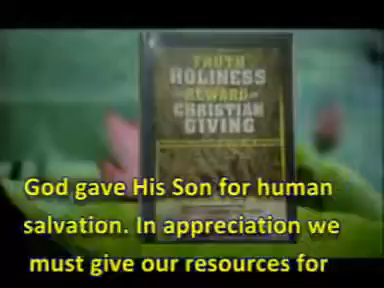 TRUTH
HOLINESS
REWARD
CHRISTIAN
GIVING
God gave His Son for human
salvation. In appreciation we
must give our resources for